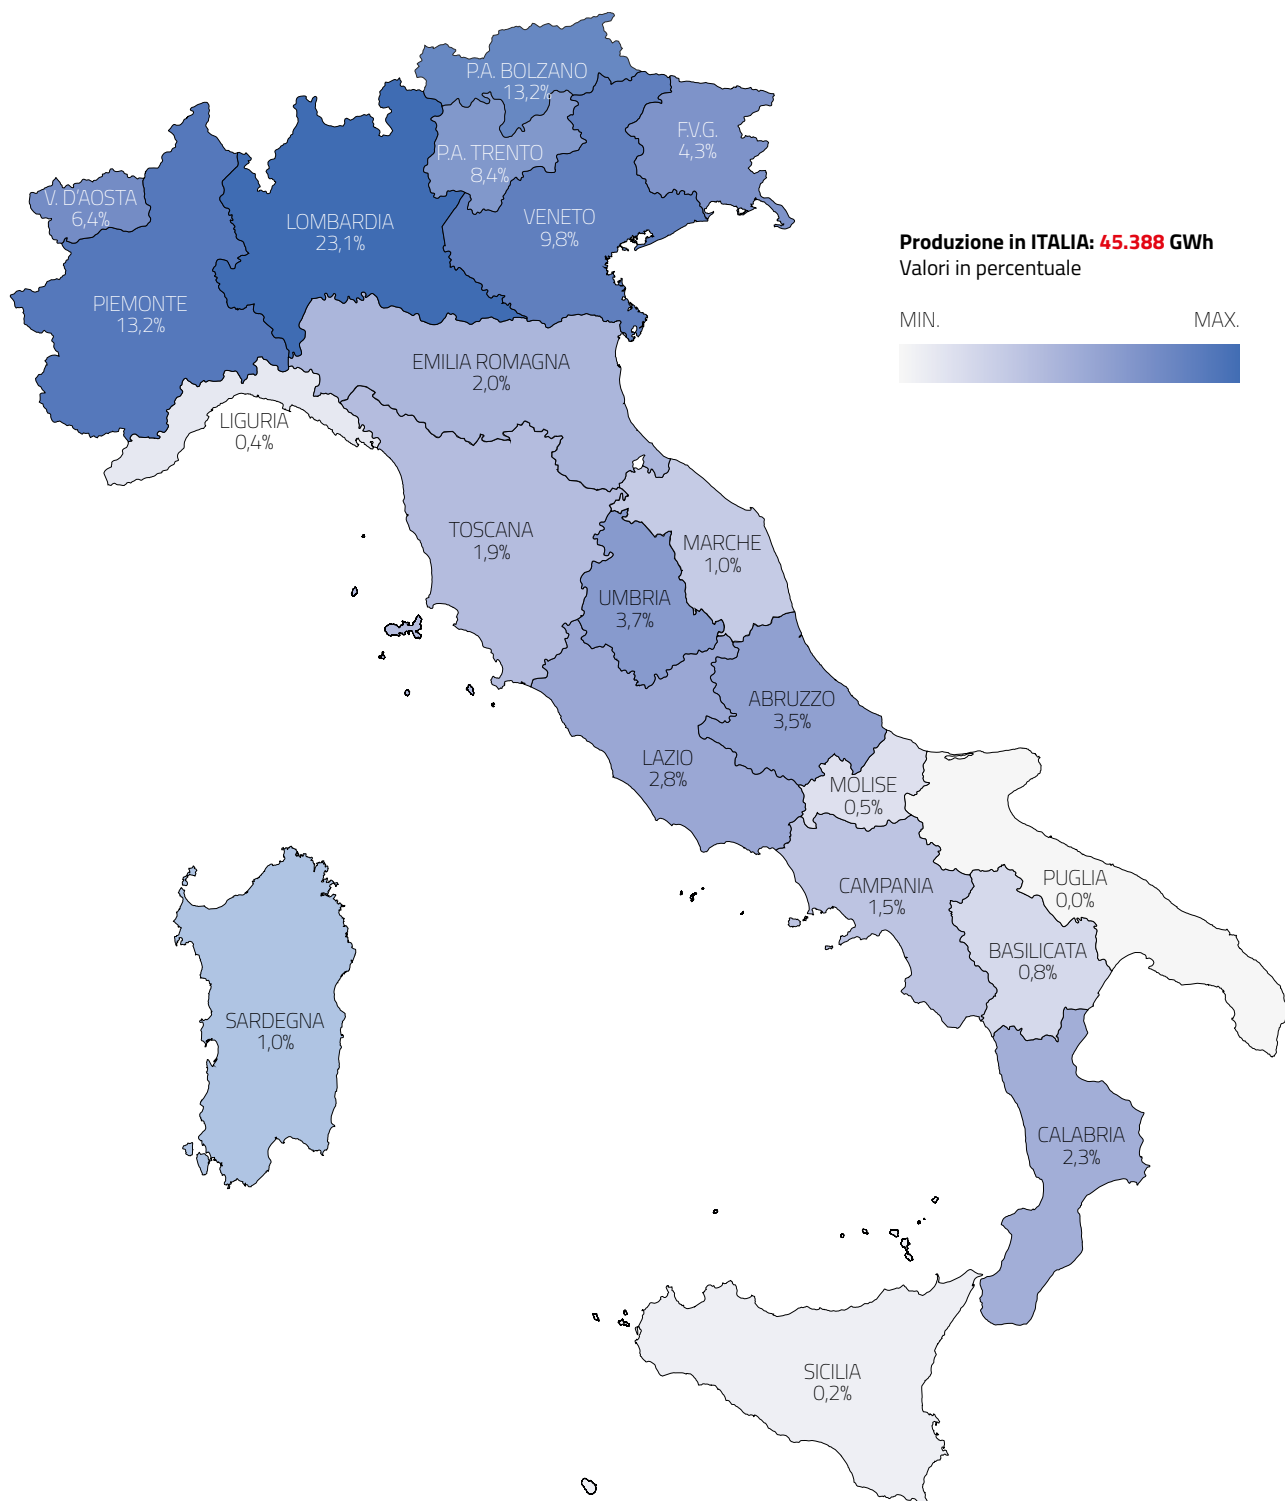 P.A. BOLZANO
13,2%
F.V.G.
4,3%
P.A. TRENTO
8,4%
V. D'AOSTA
6,4%
LOMBARDIA
23,1%
VENETO
9,8%
Produzione in ITALIA: 45.388 GWh
Valori in percentuale
MIN. MAX.
PIEMONTE
13,2%
EMILIA ROMAGNA
2,0%
LIGURIA
0,4%
TOSCANA
1,9%
MARCHE
1,0%
UMBRIA
3,7%
ABRUZZO
3,5%
LAZIO
2,8%
MOLISE
0,5%
CAMPANIA
1,5%
PUGLIA
0,0%
BASILICATA
0,8%
SARDEGNA
1,0%
CALABRIA
2,3%
SICILIA
0,2%